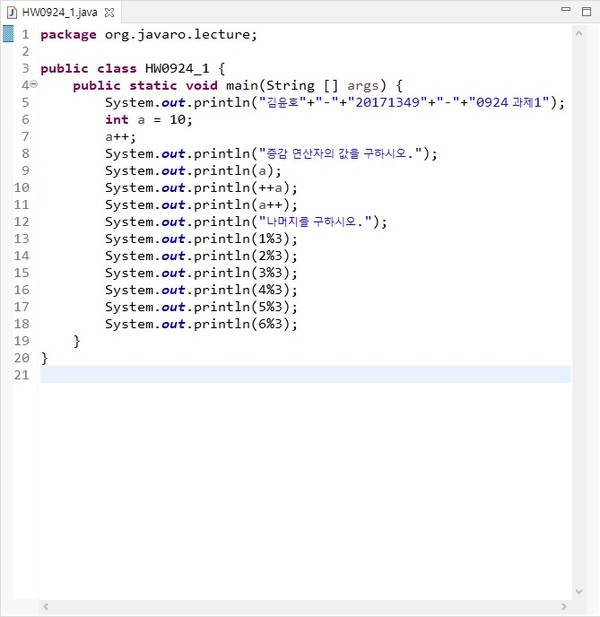 HW0924_1.java
1 package org.javaro.lecture;
2
3 public class HW0924_1 {
4 public static void main(String [] args) {
5 System.out.println("김윤호"+"-"+"20171349"+"-"+"0924 과제1");
6 int a = 10;
7 a++;
8 System.out.println("증감 연산자의 값을 구하시오.");
9 System.out.println(a);
10 System.out.println(++a);
11 System.out.println(a++);
12 System.out.println("나머지를 구하시오.");
13 System.out.println(1%3);
14 System.out.println(2%3);
15 System.out.println(3%3);
16 System.out.println(4%3);
17 System.out.println(5%3);
18 System.out.println(6%3);
19 }
20 }
21